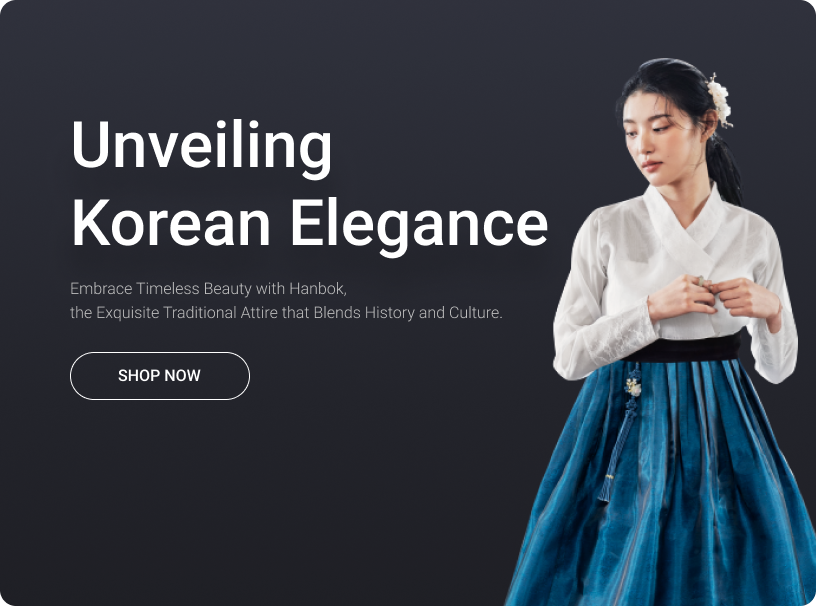 Unveiling
Korean Elegance
Embrace Timeless Beauty with Hanbok,
the Exquisite Traditional Attire that Blends History and Culture.
SHOP NOW